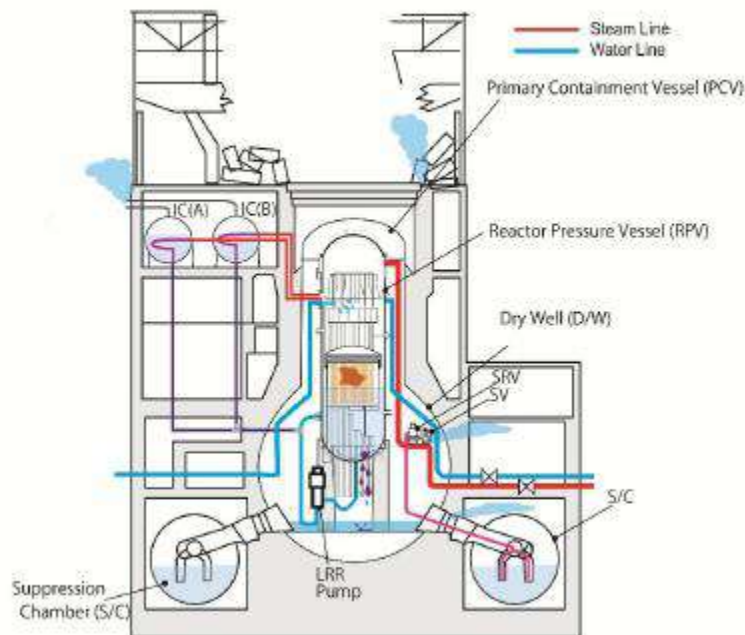 Steam Line
Water Line
Primary Containment Vessel (PCV)
IC(A)
IC(B)
Reactor Pressure Vessel (RPV)
Dry Well (D/W)
SRV
SV
S/C
LRR
Pump
Suppression
Chamber (S/C)